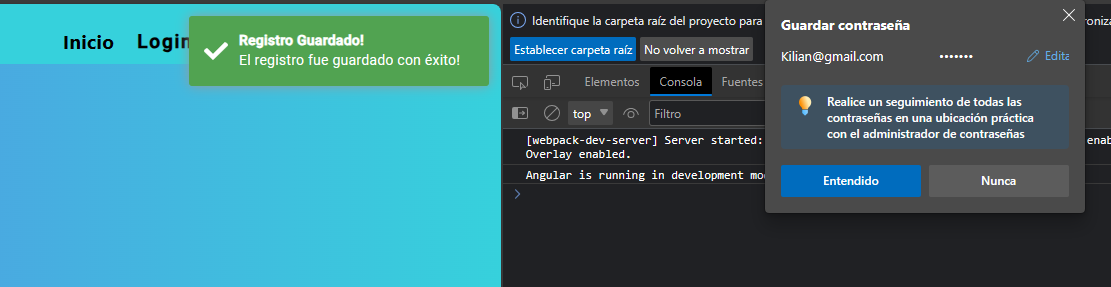 Inicio
Login
Registro Guardado!
El registro fue guardado con éxito!
Identifique la carpeta raíz del proyecto para
Establecer carpeta raíz
No volver a mostrar
Elementos
Consola
Fuentes
top
Filtro
[webpack-dev-server] Server started:
Overlay enabled.
Angular is running in development
Guardar contraseña
Kilian@gmail.com
•••••••
Edita
Realice un seguimiento de todas las
contraseñas en una ubicación práctica
con el administrador de contraseñas
Entendido
Nunca